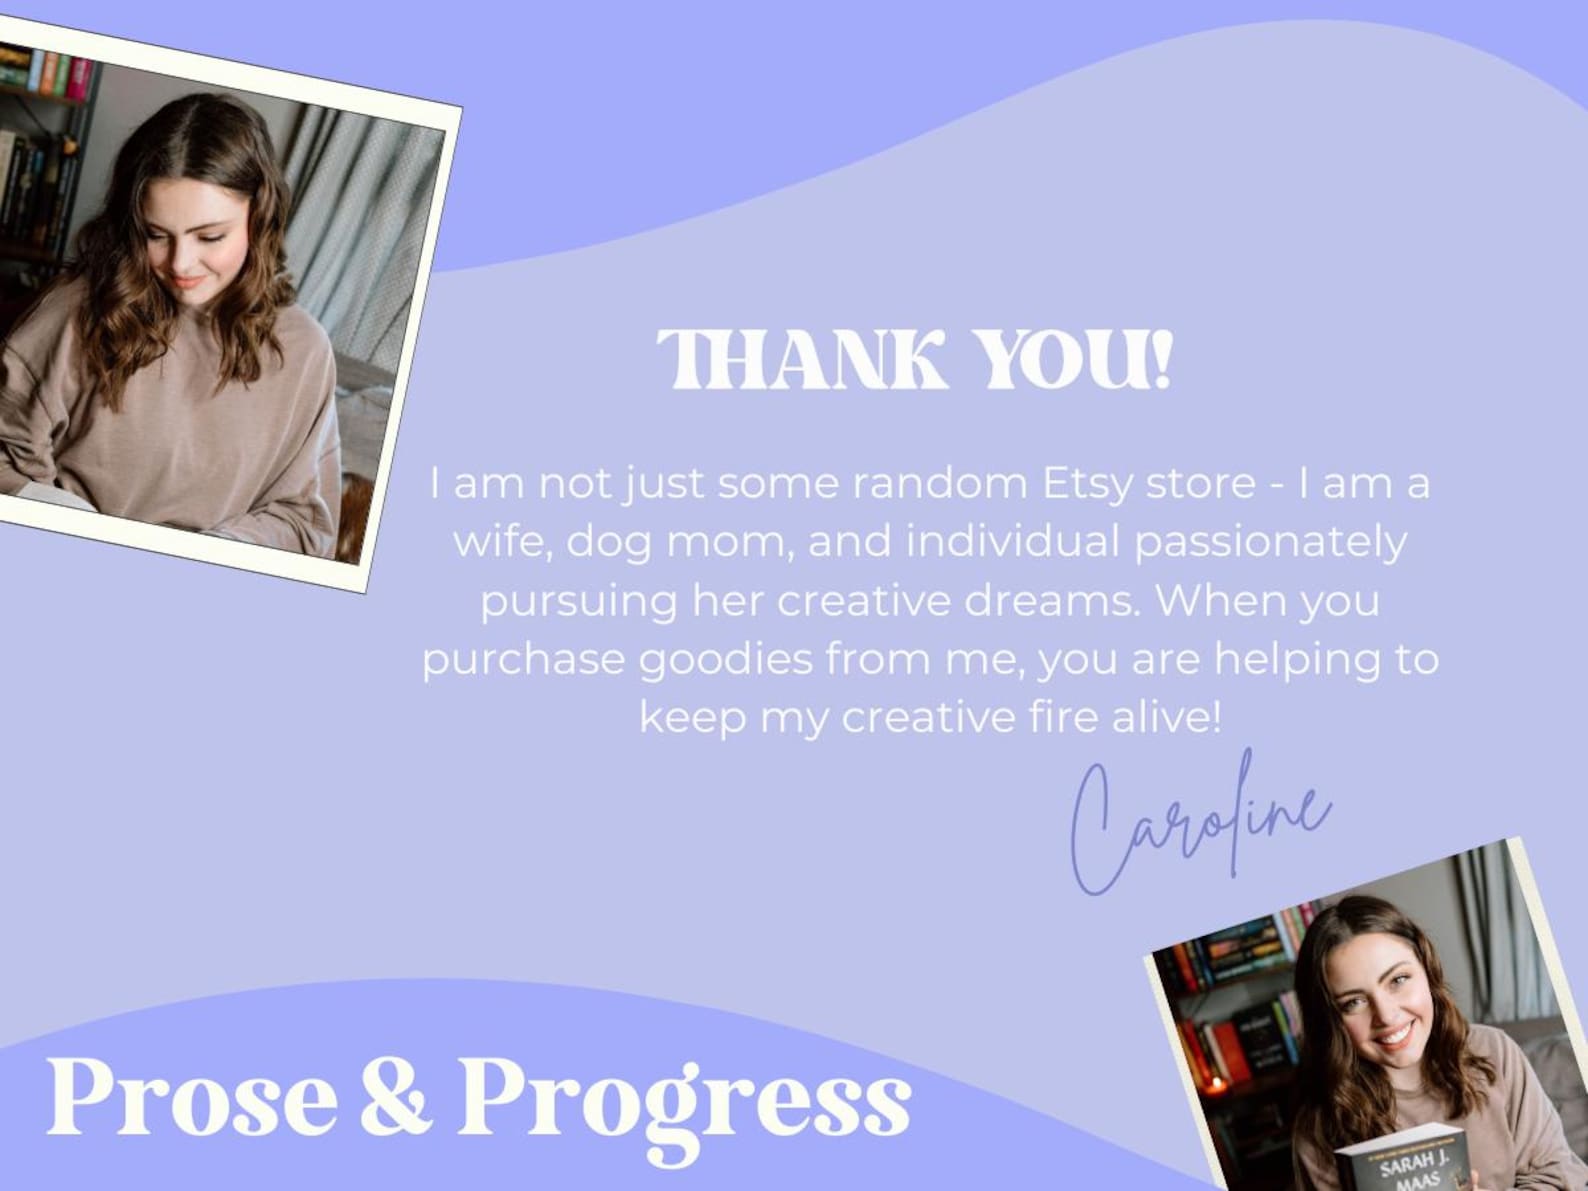 THANK YOU!
I am not just some random Etsy store - I am a
wife, dog mom, and individual passionately
pursuing her creative dreams. When you
purchase goodies from me, you are helping to
keep my creative fire alive!
Caroline
Prose & Progress
SARAH J.
MAAS